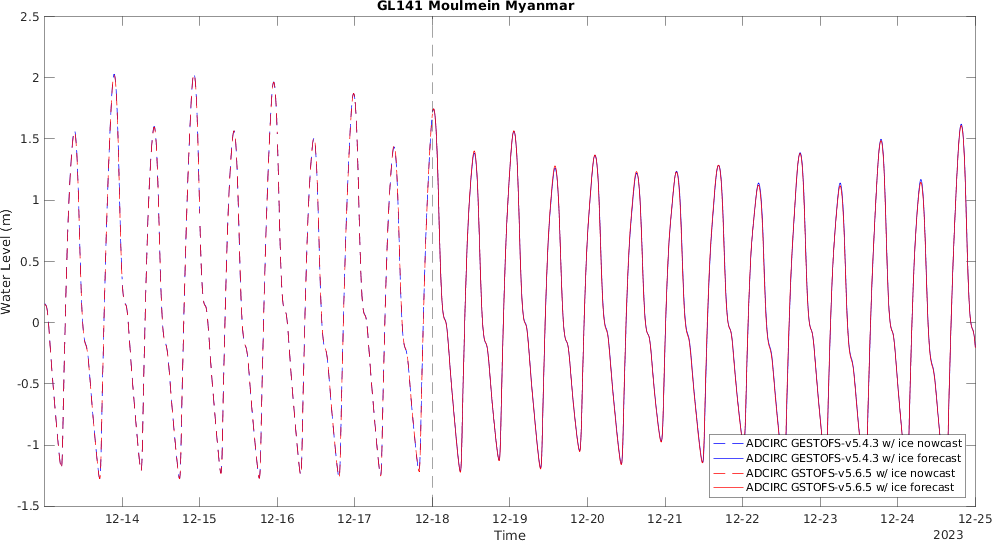 GL141 Moulmein Myanmar
2.5
2
1.5
1
0.5
0
-0.5
-1
-1.5
Water Level (m)
ADCIRC GESTOFS-v5.4.3 w/ ice nowcast
ADCIRC GESTOFS-v5.4.3 w/ ice forecast
ADCIRC GSTOFS-v5.6.5 w/ ice nowcast
ADCIRC GSTOFS-v5.6.5 w/ ice forecast
12-14 12-15 12-16 12-17 12-18 12-19 12-20 12-21 12-22 12-23 12-24 12-25
Time
2023